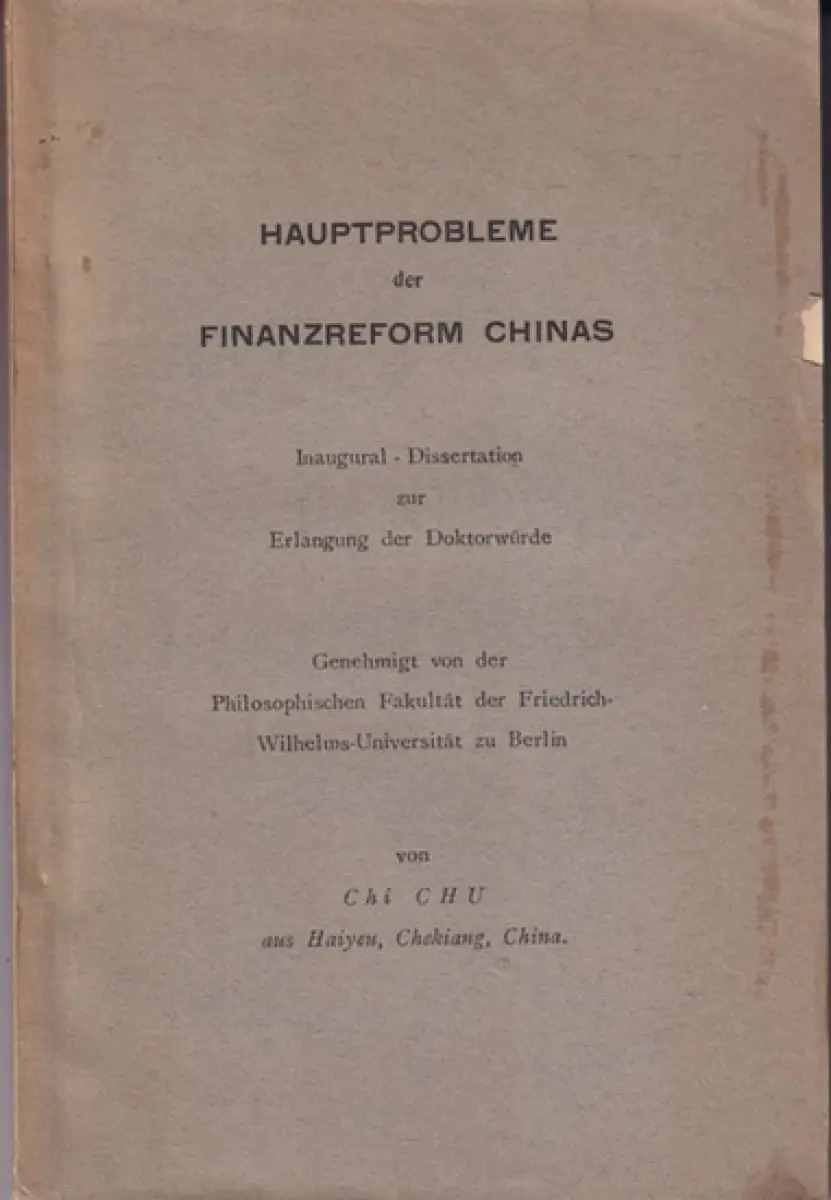 HAUPTPROBLEME
der
FINANZREFORM CHINAS
Inaugural - Dissertation
zur
Erlangung der Doktorwürde
Genehmigt von der
Philosophischen Fakultät der Friedrich-
Wilhelms-Universität zu Berlin
von
Chi CHU
aus Haiyeu, Chekiang, China.